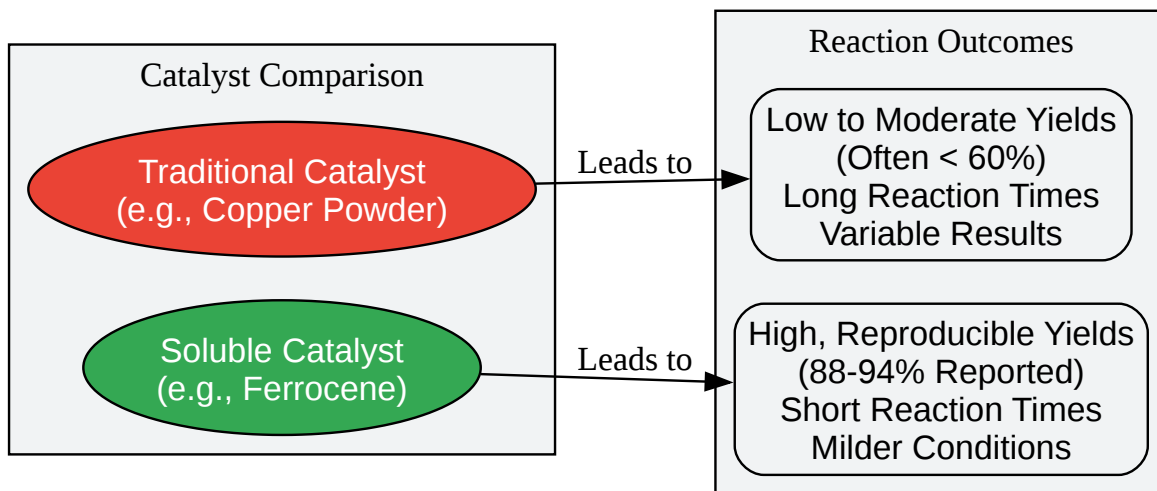 Catalyst Comparison
Traditional Catalyst
(e.g., Copper Powder)
Soluble Catalyst
(e.g., Ferrocene)
Leads to
Leads to
Reaction Outcomes
Low to Moderate Yields
(Often < 60%)
Long Reaction Times
Variable Results
High, Reproducible Yields
(88-94% Reported)
Short Reaction Times
Milder Conditions